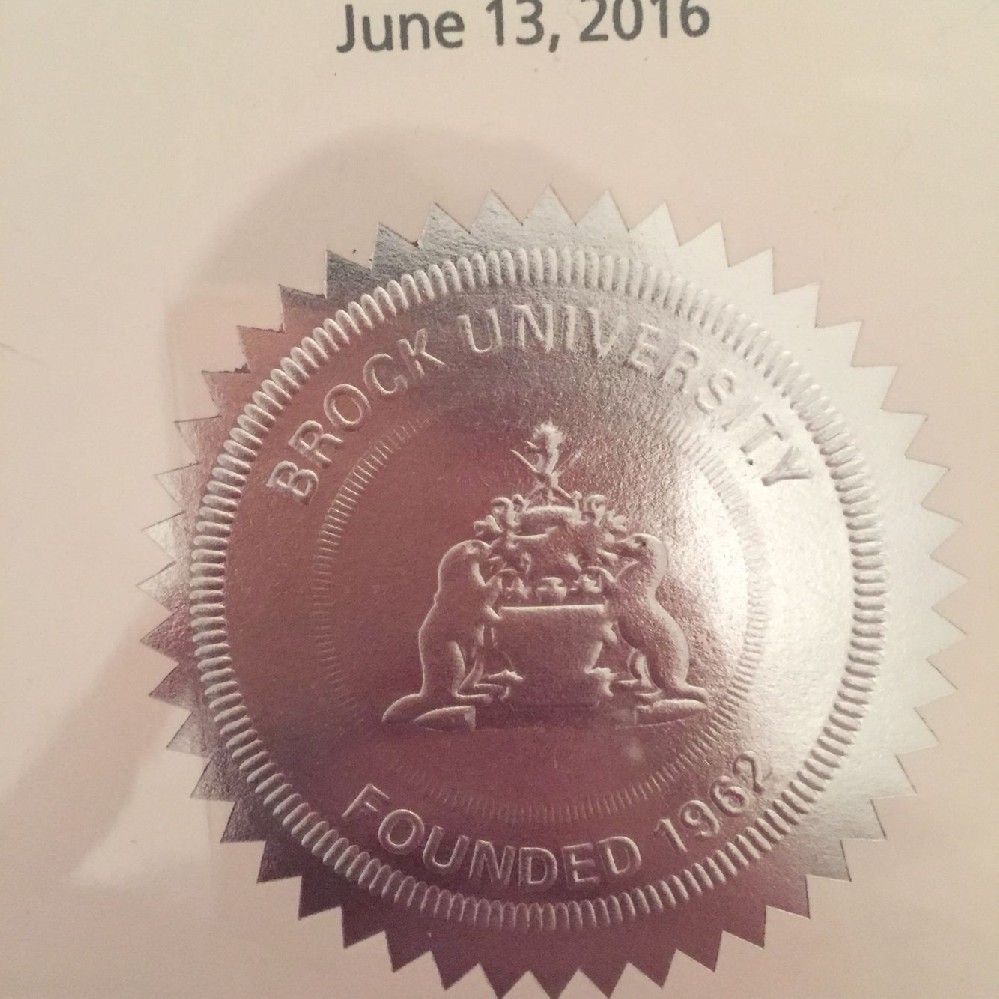 June 13, 2016
BROCK UNIVERSITY
FOUNDED 1962